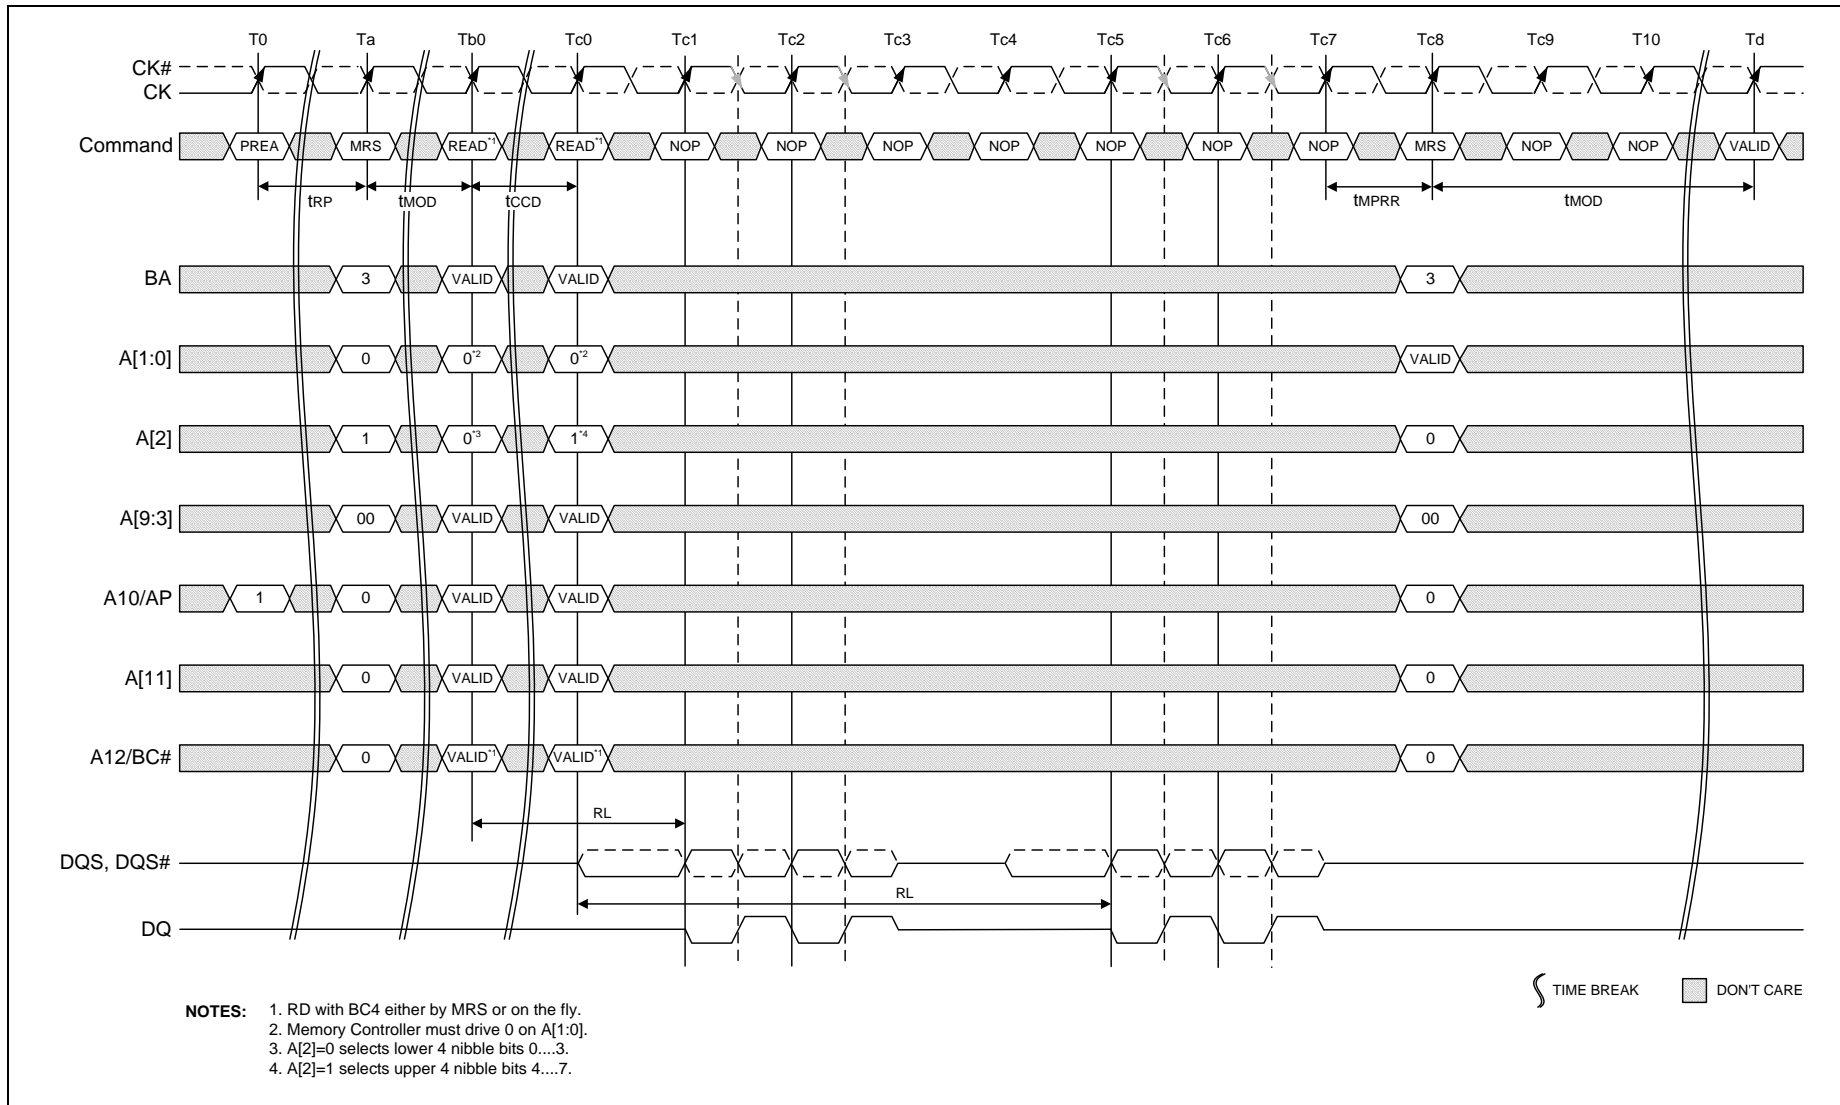 T0 Ta Tb0 Tc0 Tc1 Tc2 Tc3 Tc4 Tc5 Tc6 Tc7 Tc8 Tc9 T10 Td
CK#
CK
Command PREA MRS READ*1 READ*1 NOP NOP NOP NOP NOP NOP NOP MRS NOP NOP VALID
tRP tMOD tCCD tMPRR tMOD
BA 3 VALID VALID 3
A[1:0] 0 0*2 0*2 VALID
A[2] 1 0*3 1*4 0
A[9:3] 00 VALID VALID 00
A10/AP 1 0 VALID VALID 0
A[11] 0 VALID VALID 0
A12/BC# 0 VALID*1 VALID*1 0
RL
DQS, DQS#
RL
DQ
TIME BREAK DON'T CARE
NOTES: 1. RD with BC4 either by MRS or on the fly.
2. Memory Controller must drive 0 on A[1:0].
3. A[2]=0 selects lower 4 nibble bits 0....3.
4. A[2]=1 selects upper 4 nibble bits 4....7.